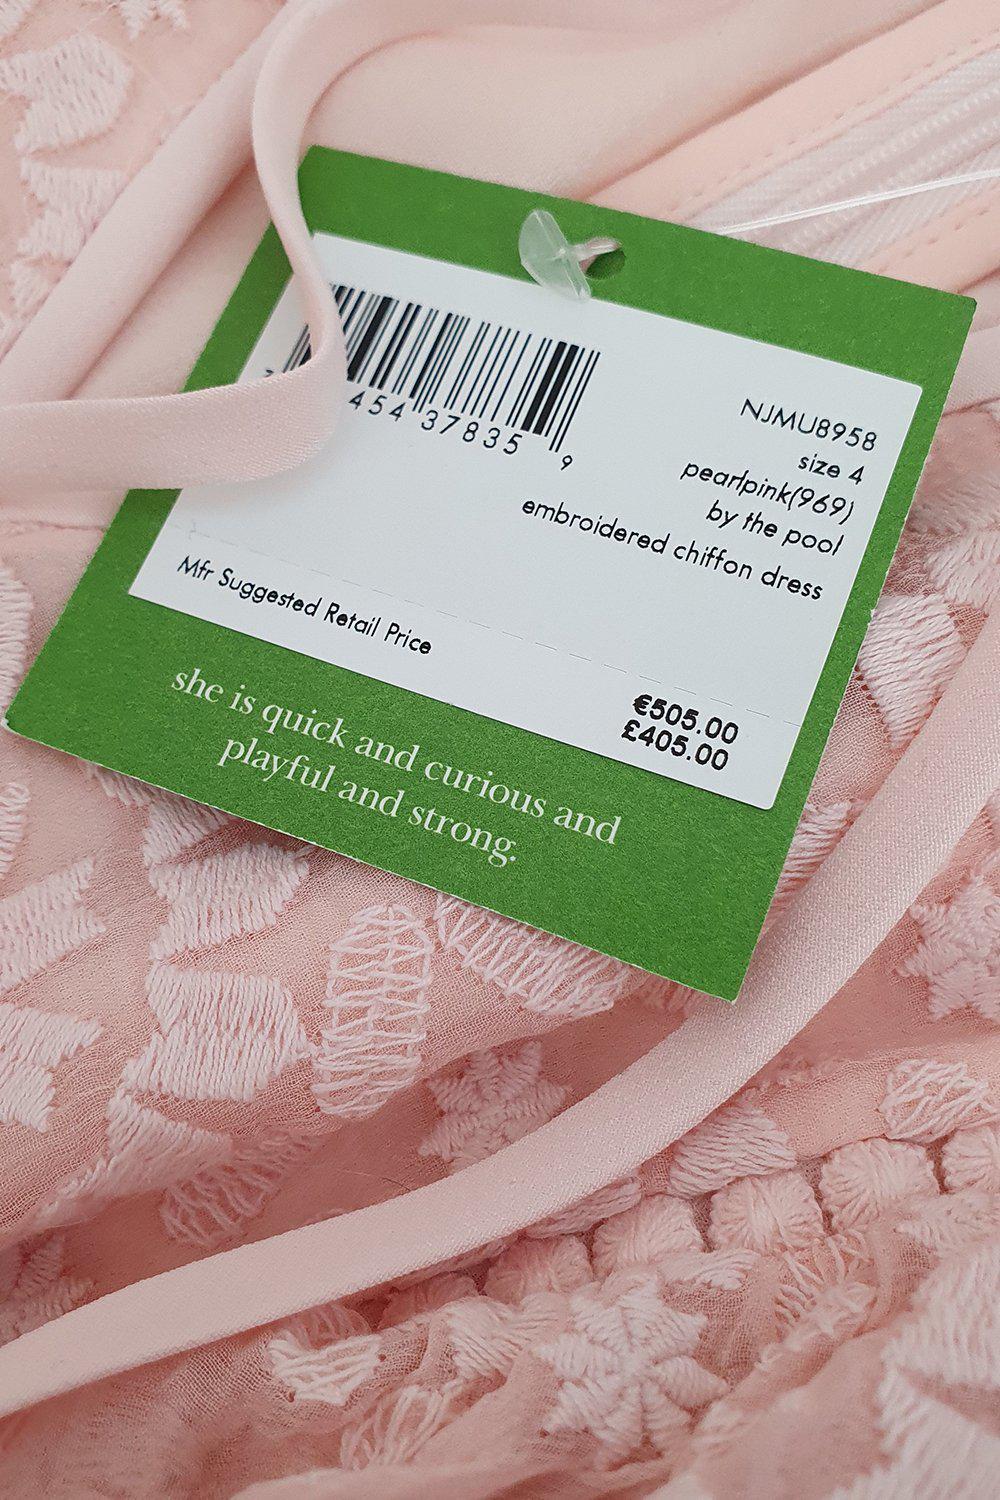 454 37835 9
NJMU8958
size 4
pearlpink(969)
by the pool
embroidered chiffon dress
Mfr Suggested Retail Price
€505.00
£405.00
she is quick and curious and
playful and strong.